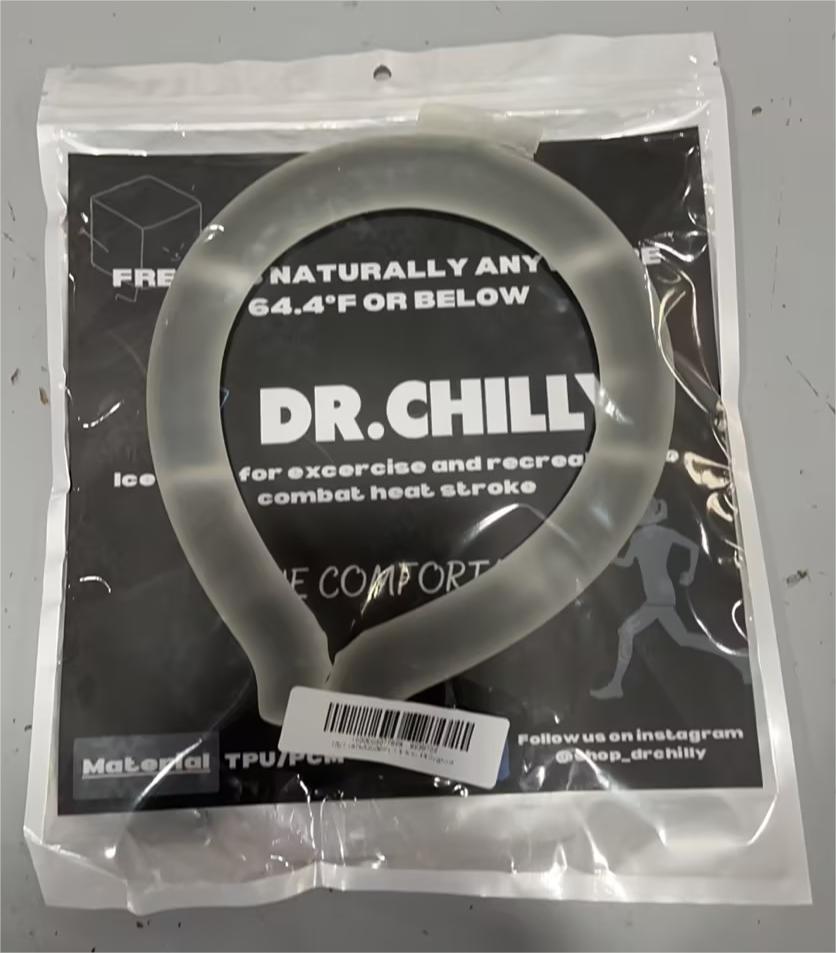 FRE NATURALLY ANY E
64.4°F OR BELOW
DR.CHILLY
Ice for excercise and recrea
combat heat stroke
COMFORT
Material TPU/PCM
Follow us on instagram
@shop_drchilly